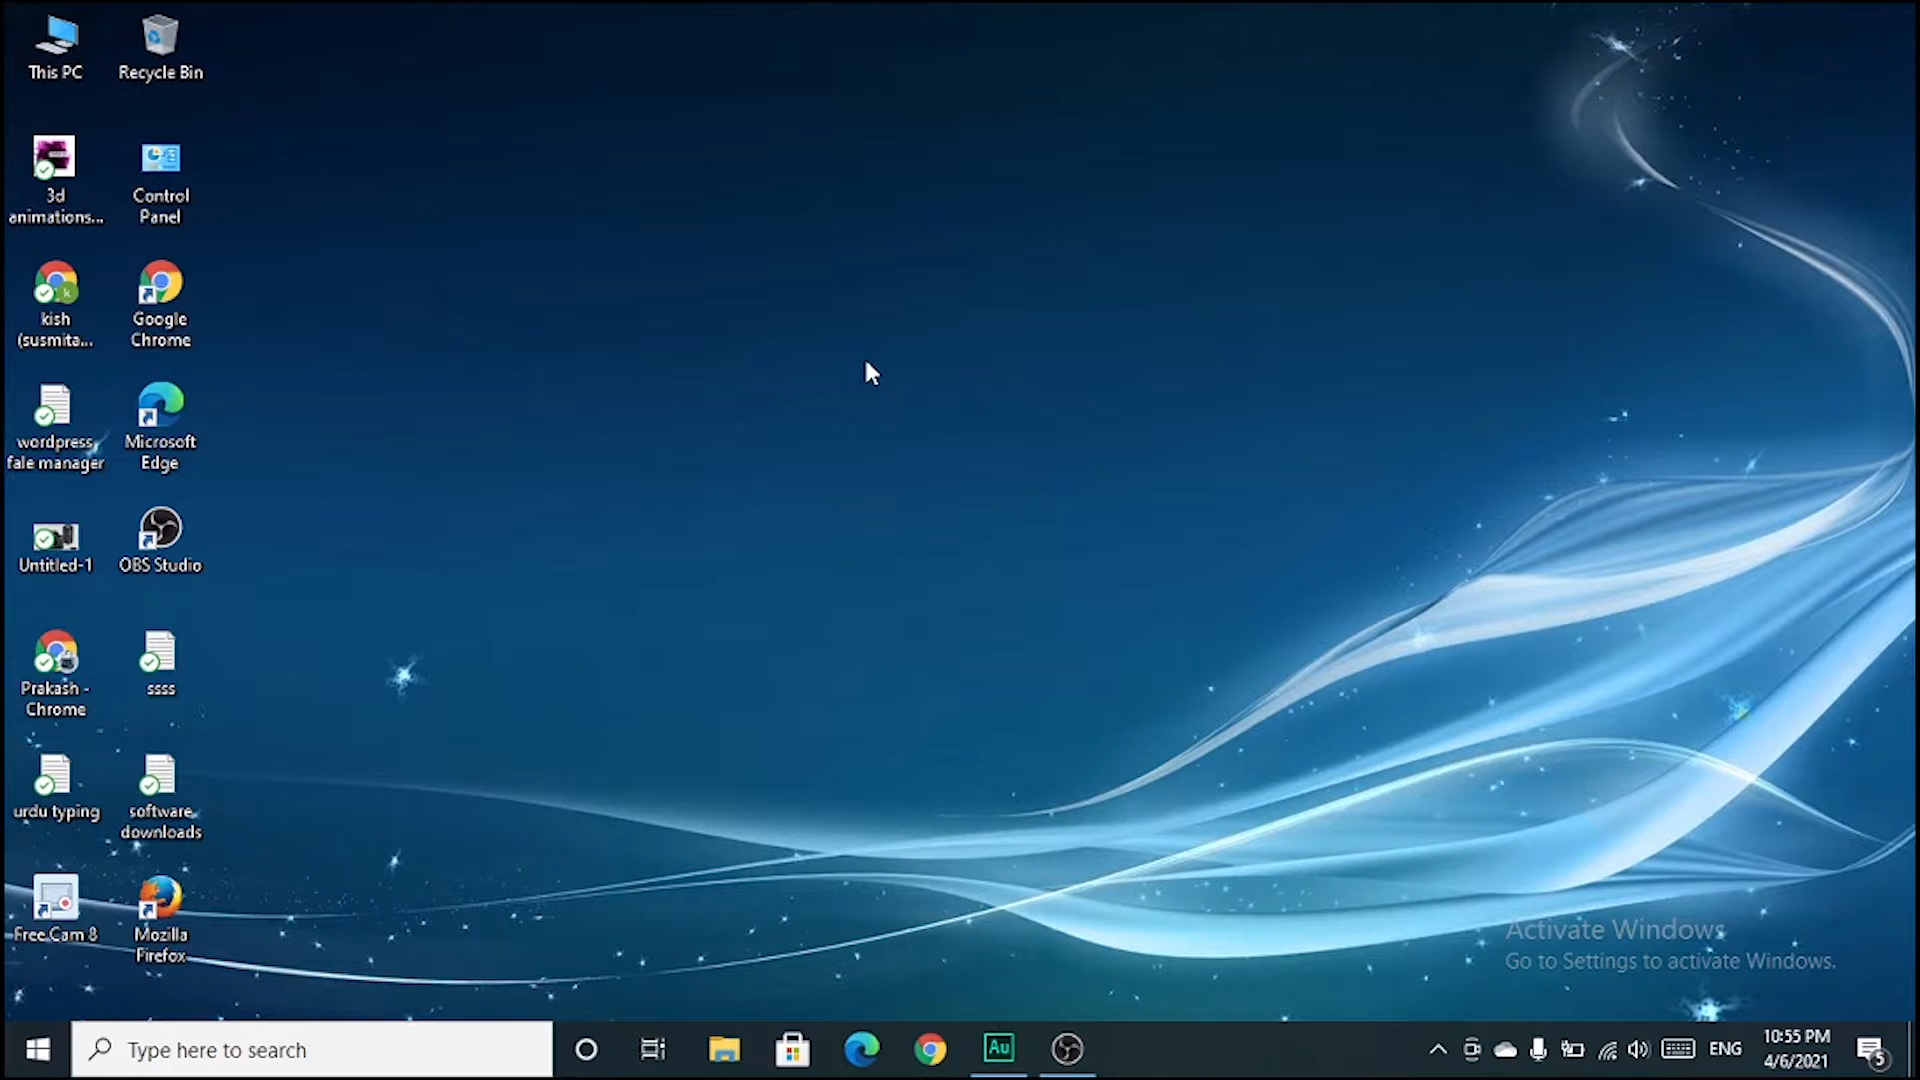 This PC
Recycle Bin
3d
animations...
Control
Panel
kish
(susmita...
Google
Chrome
wordpress
fale manager
Microsoft
Edge
Untitled-1
OBS Studio
Prakash -
Chrome
ssss
urdu typing
software
downloads
Free Cam 8
Mozilla
Firefox
Activate Windows
Go to Settings to activate Windows.
Type here to search
Au
ENG
10:55 PM
4/6/2021
5